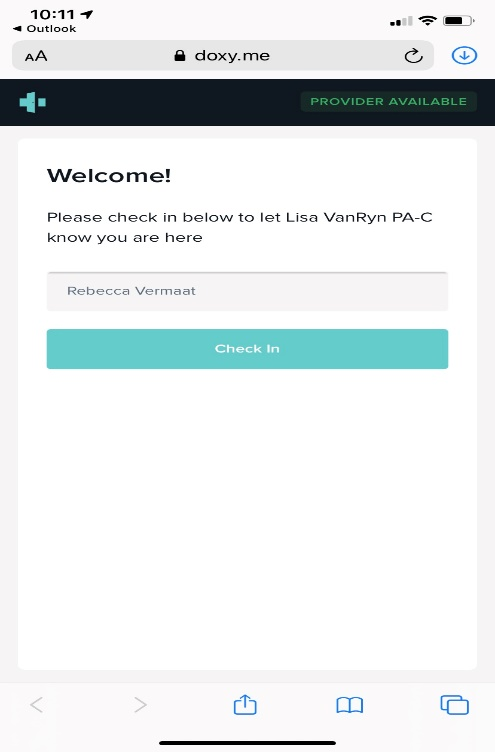 10:11
Outlook
AA
doxy.me
PROVIDER AVAILABLE
Welcome!
Please check in below to let Lisa VanRyn PA-C
know you are here
Rebecca Vermaat
Check In